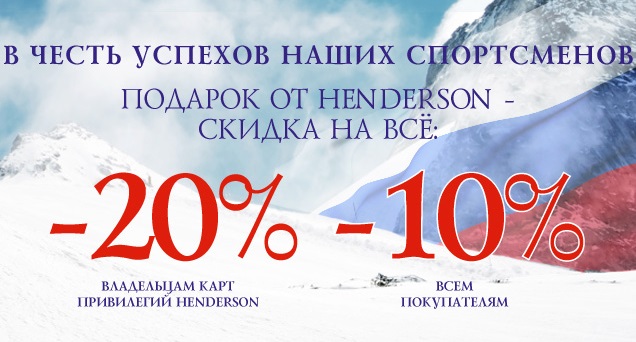 В ЧЕСТЬ УСПЕХОВ НАШИХ СПОРТСМЕНОВ
ПОДАРОК ОТ HENDERSON -
СКИДКА НА ВСЁ:
-20% -10%
ВЛАДЕЛЬЦАМ КАРТ ВСЕМ
ПРИВИЛЕГИЙ HENDERSON ПОКУПАТЕЛЯМ